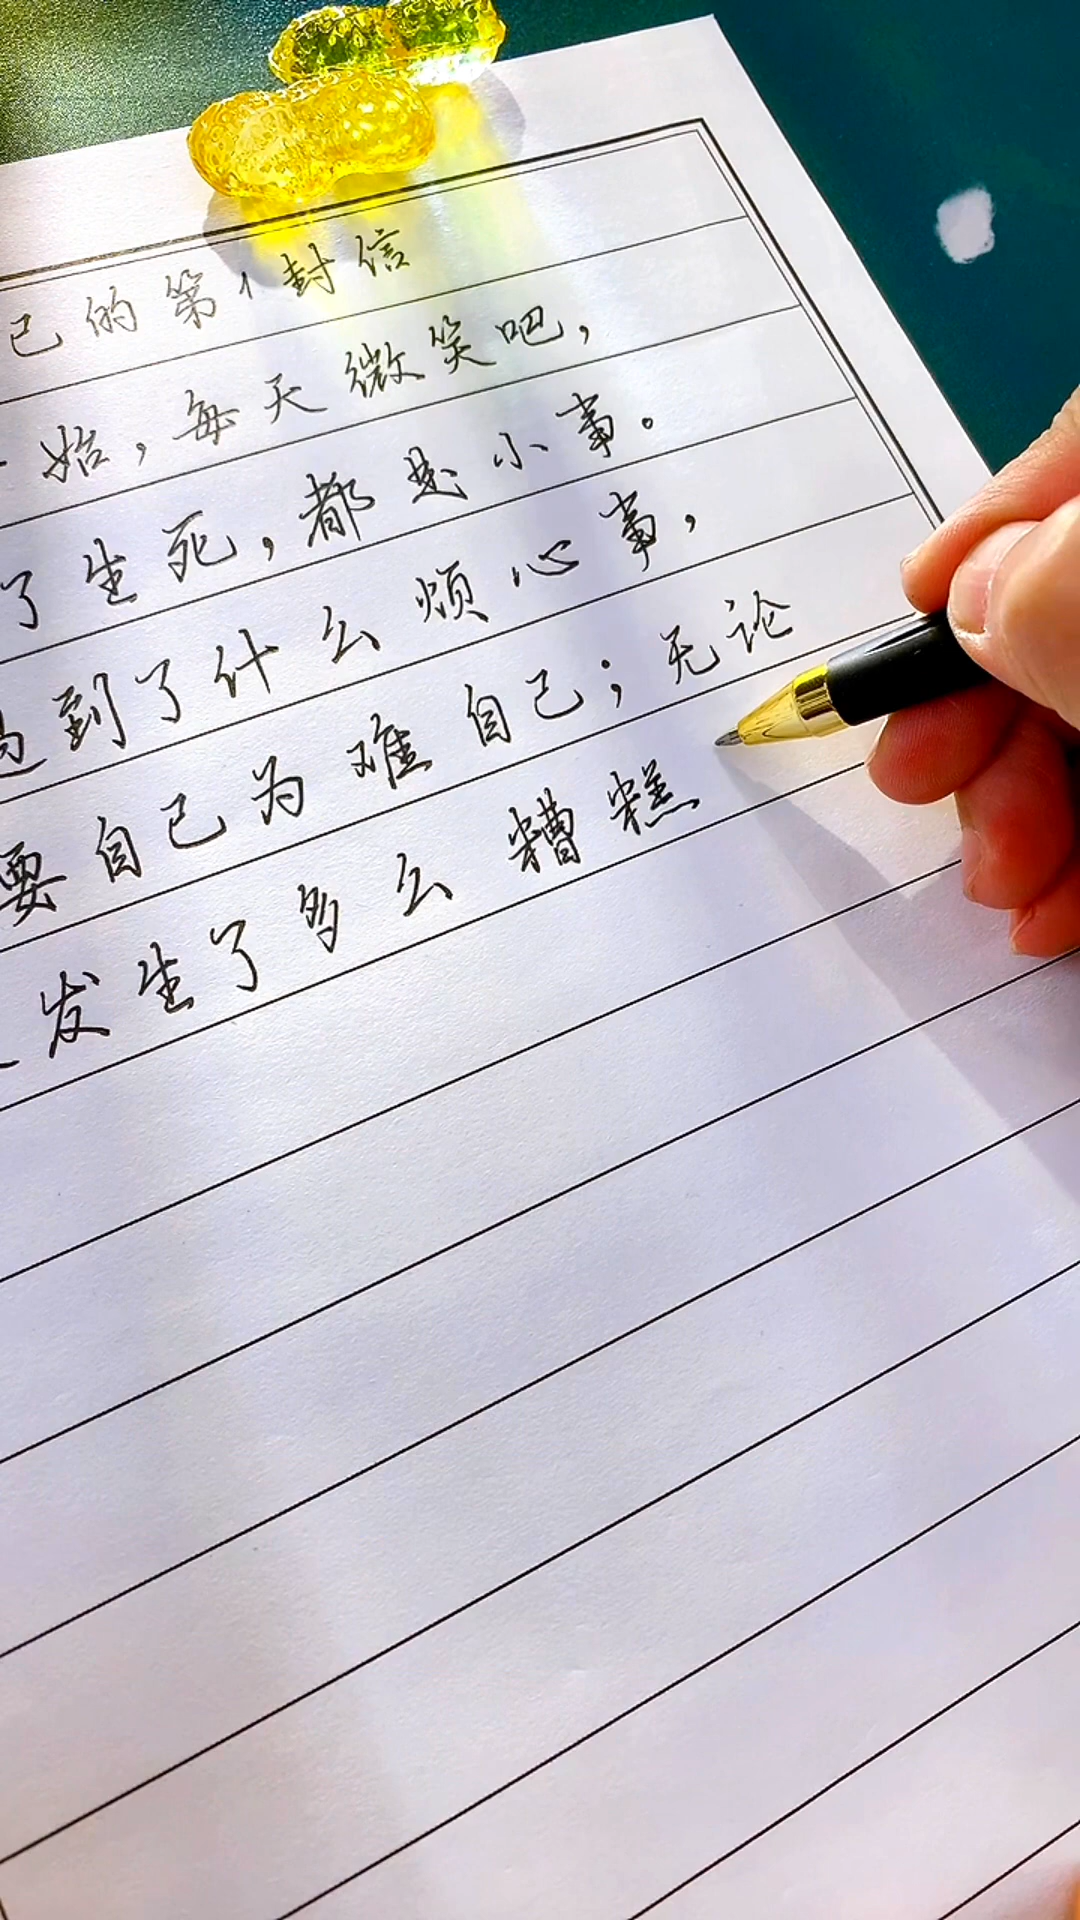 己的第1封信
始，每天微笑吧，
了生死，都是小事。
遇到了什么烦心事，
要自己为难自己；无论
发生了多么糟糕